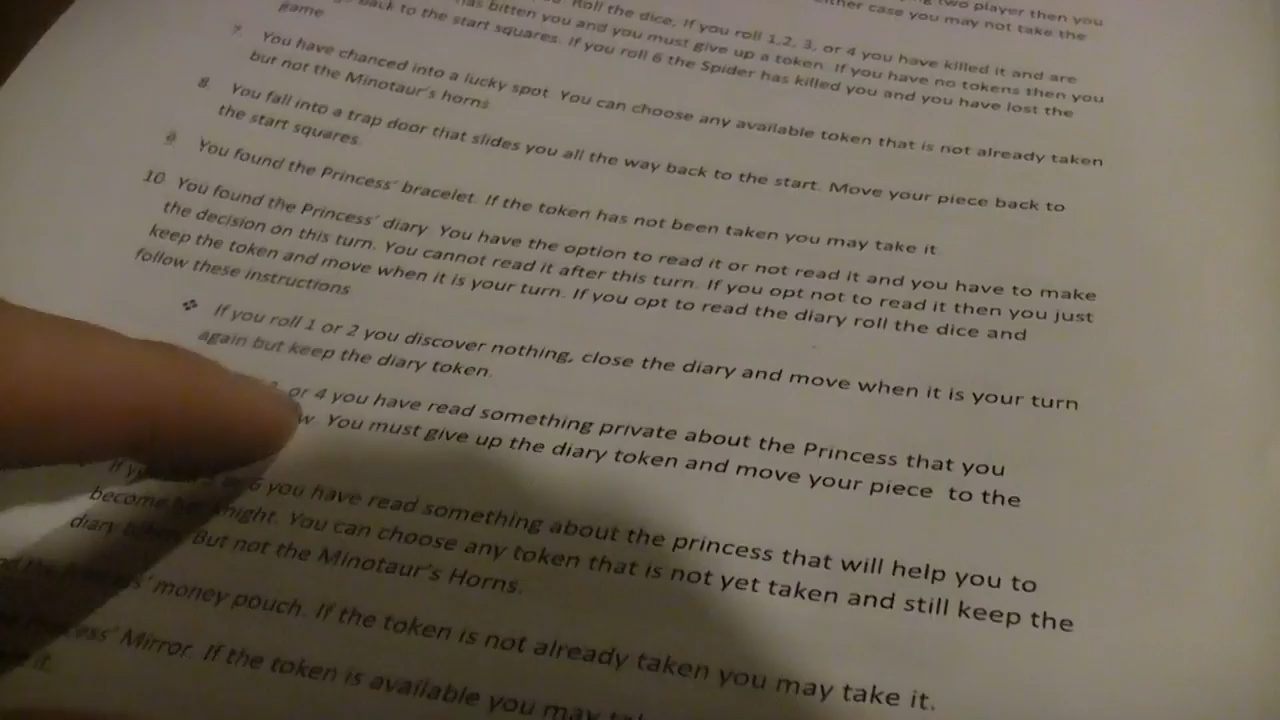 two player then you
either case you may not take the
Roll the dice. If you roll 1,2, 3, or 4 you have killed it and are
has bitten you and you must give up a token. If you have no tokens then you
back to the start squares. If you roll 6 the Spider has killed you and you have lost the
game
7. You have chanced into a lucky spot You can choose any available token that is not already taken
but not the Minotaur's horns
8. You fall into a trap door that slides you all the way back to the start. Move your piece back to
the start squares.
9. You found the Princess' bracelet. If the token has not been taken you may take it.
10 You found the Princess' diary You have the option to read it or not read it and you have to make
the decision on this turn. You cannot read it after this turn. If you opt not to read it then you just
keep the token and move when it is your turn. If you opt to read the diary roll the dice and
follow these instructions
❖ If you roll 1 or 2 you discover nothing, close the diary and move when it is your turn
again but keep the diary token.
or 4 you have read something private about the Princess that you
You must give up the diary token and move your piece to the
6 you have read something about the princess that will help you to
become knight. You can choose any token that is not yet taken and still keep the
diary But not the Minotaur's Horns.
money pouch. If the token is not already taken you may take it.
Mirror. If the token is available you may
it.